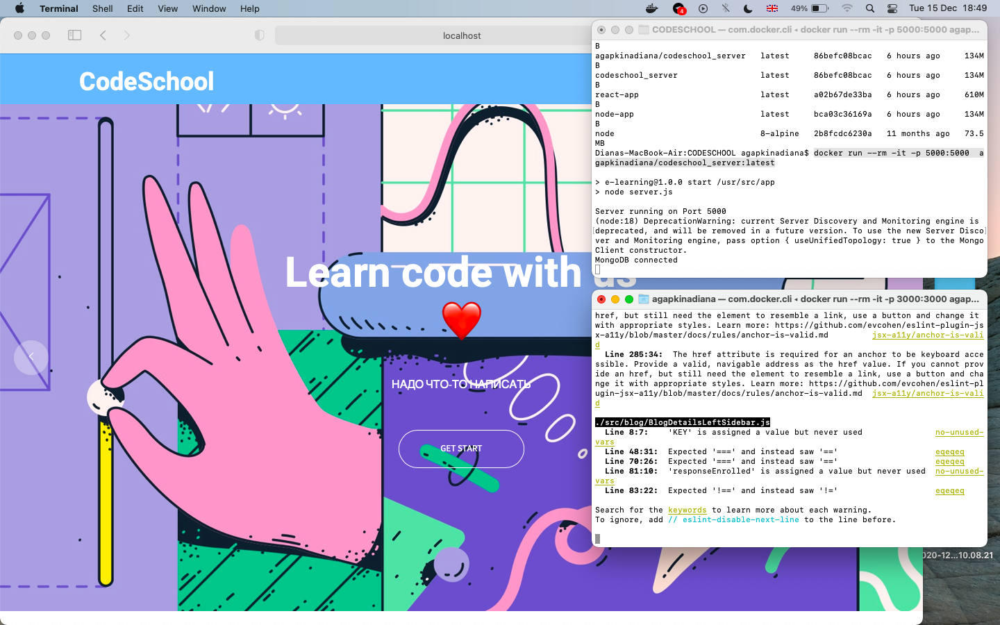 Terminal Shell Edit View Window Help 49% Tue 15 Dec 18:49
4
localhost
CodeSchool
Learn code with us
НАДО ЧТО-ТО НАПИСАТЬ
GET START
CODESCHOOL — com.docker.cli ◂ docker run --rm -it -p 5000:5000 agap...
B
agapkinadiana/codeschool_server latest 86befc08bcac 6 hours ago 134M
B
codeschool_server latest 86befc08bcac 6 hours ago 134M
B
react-app latest a02b67de33ba 6 hours ago 610M
B
node-app latest bca03c36169a 6 hours ago 134M
B
node 8-alpine 2b8fcdc6230a 11 months ago 73.5
MB
Dianas-MacBook-Air:CODESCHOOL agapkinadiana$ docker run --rm -it -p 5000:5000 a
gapkinadiana/codeschool_server:latest
> e-learning@1.0.0 start /usr/src/app
> node server.js
Server running on Port 5000
(node:18) DeprecationWarning: current Server Discovery and Monitoring engine is
deprecated, and will be removed in a future version. To use the new Server Disco
ver and Monitoring engine, pass option { useUnifiedTopology: true } to the Mongo
Client constructor.
MongoDB connected
agapkinadiana — com.docker.cli ◂ docker run --rm -it -p 3000:3000 agap...
href, but still need the element to resemble a link, use a button and change it
with appropriate styles. Learn more: https://github.com/evcohen/eslint-plugin-js
x-a11y/blob/master/docs/rules/anchor-is-valid.md jsx-a11y/anchor-is-vali
d
Line 285:34: The href attribute is required for an anchor to be keyboard acce
ssible. Provide a valid, navigable address as the href value. If you cannot prov
ide an href, but still need the element to resemble a link, use a button and cha
nge it with appropriate styles. Learn more: https://github.com/evcohen/eslint-pl
ugin-jsx-a11y/blob/master/docs/rules/anchor-is-valid.md jsx-a11y/anchor-is-vali
d
./src/blog/BlogDetailsLeftSidebar.js
Line 8:7: 'KEY' is assigned a value but never used no-unused-
vars
Line 48:31: Expected '===' and instead saw '==' eqeqeq
Line 70:26: Expected '===' and instead saw '==' eqeqeq
Line 81:10: 'responseEnrolled' is assigned a value but never used no-unused-
vars
Line 83:22: Expected '!==' and instead saw '!=' eqeqeq
Search for the keywords to learn more about each warning.
To ignore, add // eslint-disable-next-line to the line before.
020-12...10.08.21